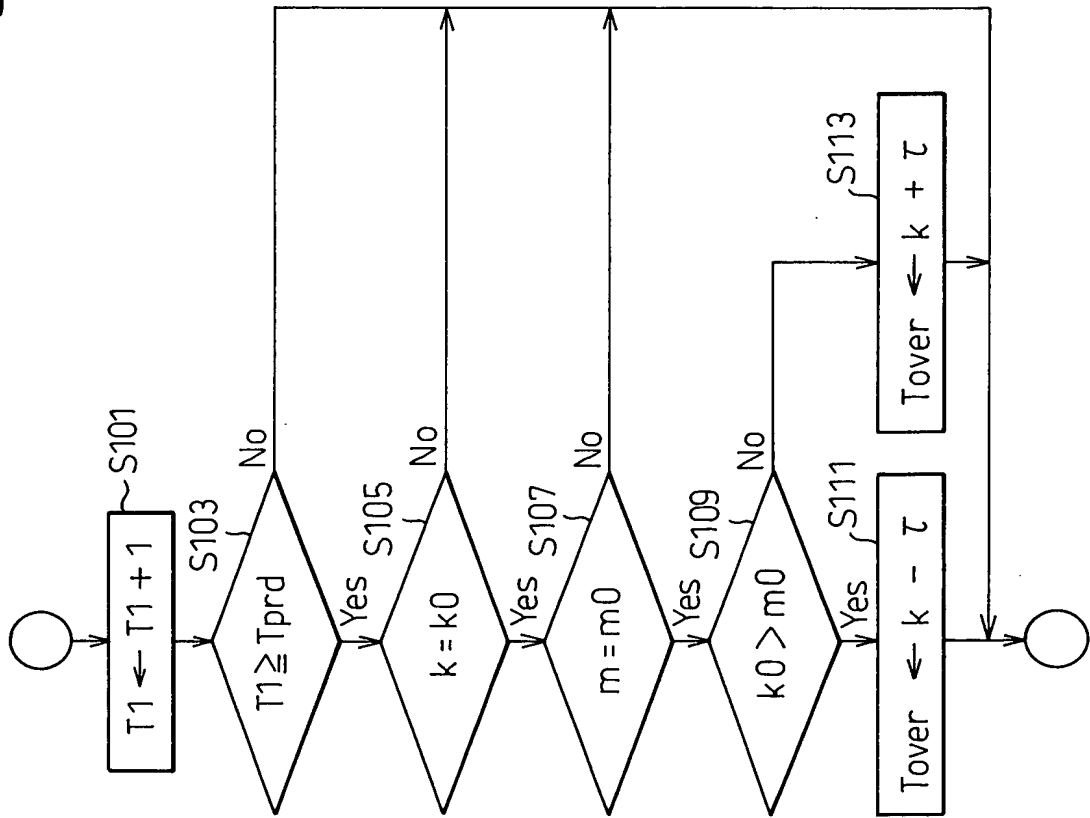 S101
T1 ← T1 + 1
S103
T1 ≧ Tprd
No
Yes
S105
k = k0
No
Yes
S107
m = m0
No
Yes
S109
k0 > m0
No
Yes
S111
Tover ← k - τ
S113
Tover ← k + τ